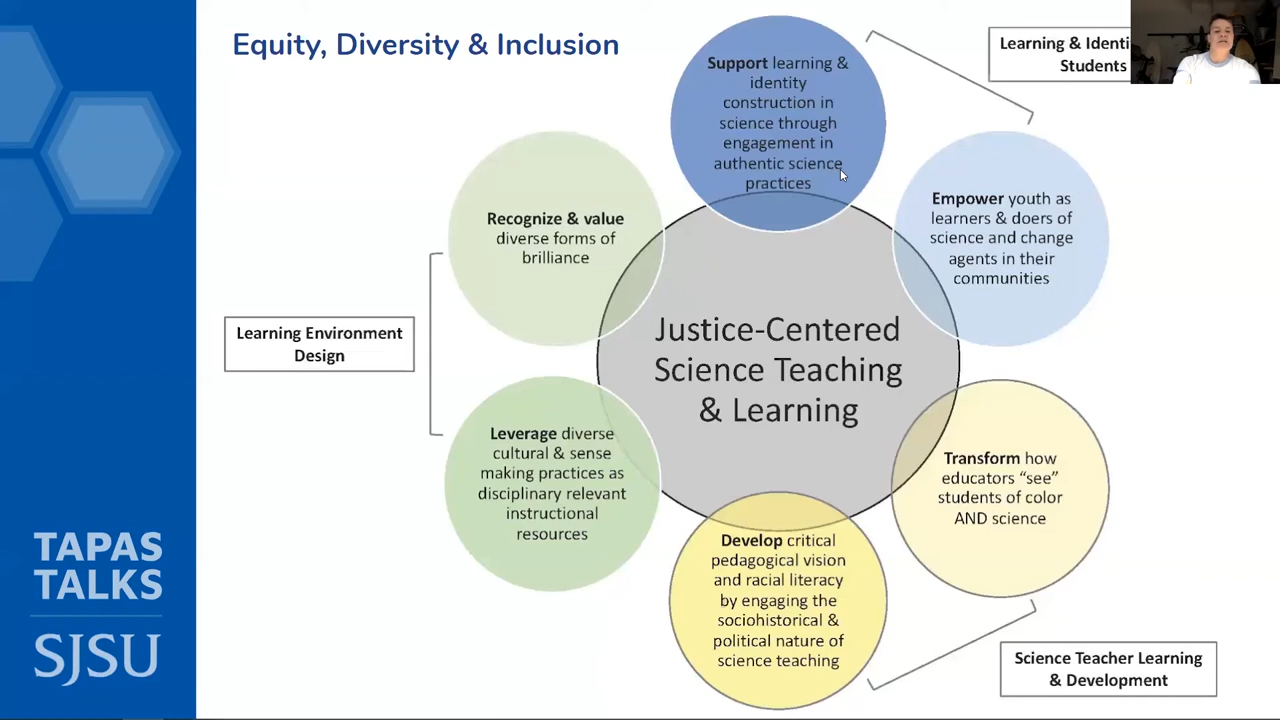 Equity, Diversity & Inclusion
Learning & Identi
Students
Support learning &
identity
construction in
science through
engagement in
authentic science
practices
Empower youth as
learners & doers of
science and change
agents in their
communities
Recognize & value
diverse forms of
brilliance
Learning Environment
Design
Justice-Centered
Science Teaching
& Learning
Leverage diverse
cultural & sense
making practices as
disciplinary relevant
instructional
resources
Transform how
educators “see”
students of color
AND science
Develop critical
pedagogical vision
and racial literacy
by engaging the
sociohistorical &
political nature of
science teaching
Science Teacher Learning
& Development
TAPAS
TALKS
SJSU